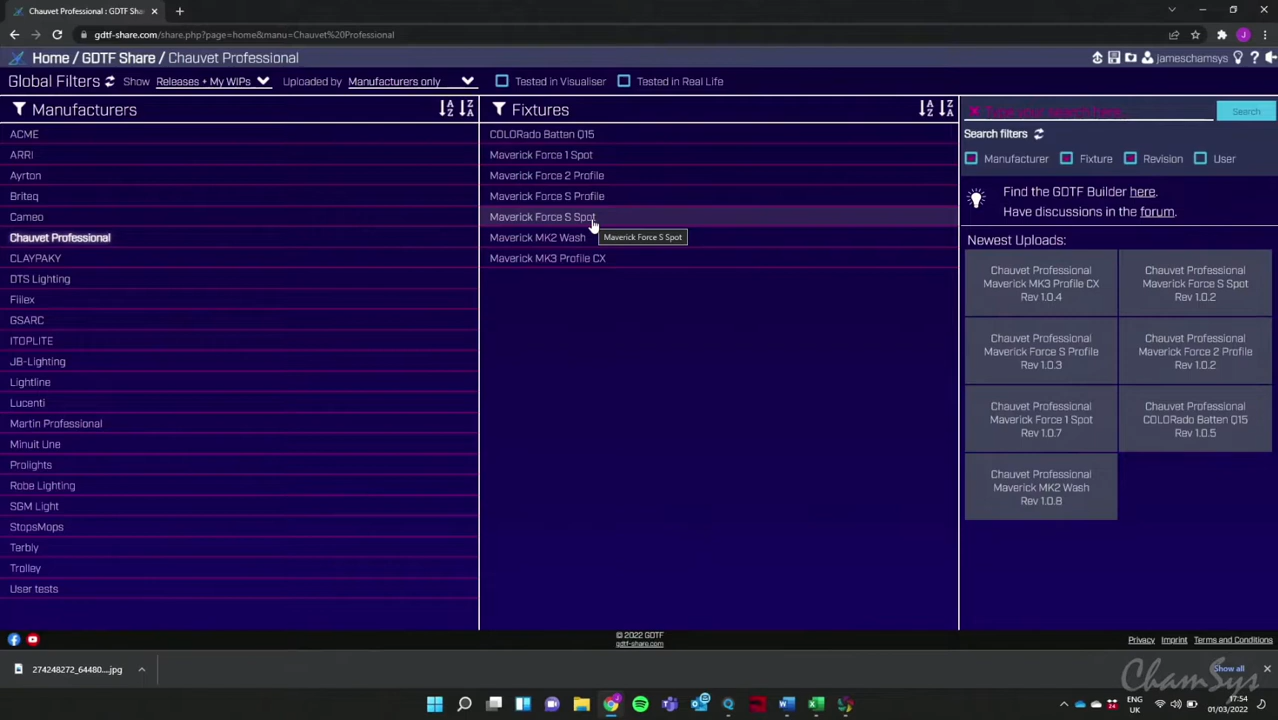 Chauvet Professional : GDTF Sha
gdtf-share.com/share.php?page=home&manu=Chauvet%20Professional
Home / GDTF Share / Chauvet Professional
jameschamsys
Global Filters
Show
Releases + My WIPs
Uploaded by
Manufacturers only
Tested in Visualiser
Tested in Real Life
Manufacturers
ACME
ARRI
Ayrton
Briteq
Cameo
Chauvet Professional
CLAYPAKY
DTS Lighting
Filiex
GSARC
ITOPLITE
JB-Lighting
Lightline
Lucenti
Martin Professional
Minuit Une
Prolights
Robe Lighting
SGM Light
StopsMops
Terbly
Trolley
User tests
Fixtures
COLORado Batten Q15
Maverick Force 1 Spot
Maverick Force 2 Profile
Maverick Force S Profile
Maverick Force S Spot
Maverick MK2 Wash
Maverick Force S Spot
Maverick MK3 Profile CX
Search
Search filters
Manufacturer
Fixture
Revision
User
Find the GDTF Builder here.
Have discussions in the forum.
Newest Uploads:
Chauvet Professional
Maverick MK3 Profile CX
Rev 1.0.4
Chauvet Professional
Maverick Force S Spot
Rev 1.0.2
Chauvet Professional
Maverick Force S Profile
Rev 1.0.3
Chauvet Professional
Maverick Force 2 Profile
Rev 1.0.2
Chauvet Professional
Maverick Force 1 Spot
Rev 1.0.7
Chauvet Professional
COLORado Batten Q15
Rev 1.0.5
Chauvet Professional
Maverick MK2 Wash
Rev 1.0.8
© 2022 GDTF
gdtf-share.com
Privacy
Imprint
Terms and Conditions
274248272_64480....jpg
Show all
ChamSys
ENG
UK
17:54
01/03/2022